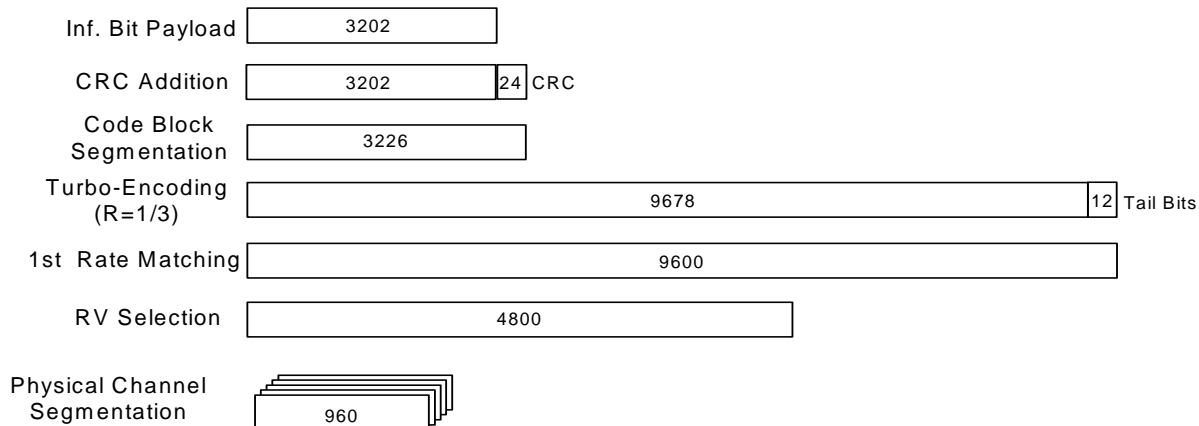 Inf. Bit Payload 3202
CRC Addition 3202 24 CRC
Code Block
Segmentation 3226
Turbo-Encoding
(R=1/3) 9678 12 Tail Bits
1st Rate Matching 9600
RV Selection 4800
Physical Channel
Segmentation 960